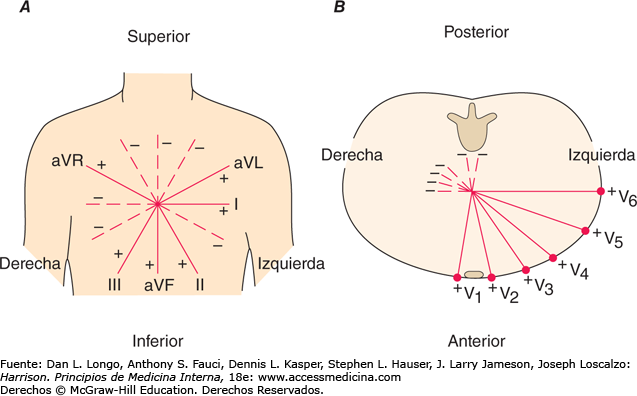 A
Superior
aVR
aVL
+
–
–
+
–
+
I
+
–
–
Derecha
+
+
+
Izquierda
III
aVF
II
Inferior
B
Posterior
Derecha
Izquierda
– –
–
–
–
–
+V6
+V5
+V4
+V3
+V1
+V2
Anterior
Fuente: Dan L. Longo, Anthony S. Fauci, Dennis L. Kasper, Stephen L. Hauser, J. Larry Jameson, Joseph Loscalzo:
Harrison. Principios de Medicina Interna, 18e: www.accessmedicina.com
Derechos © McGraw-Hill Education. Derechos Reservados.